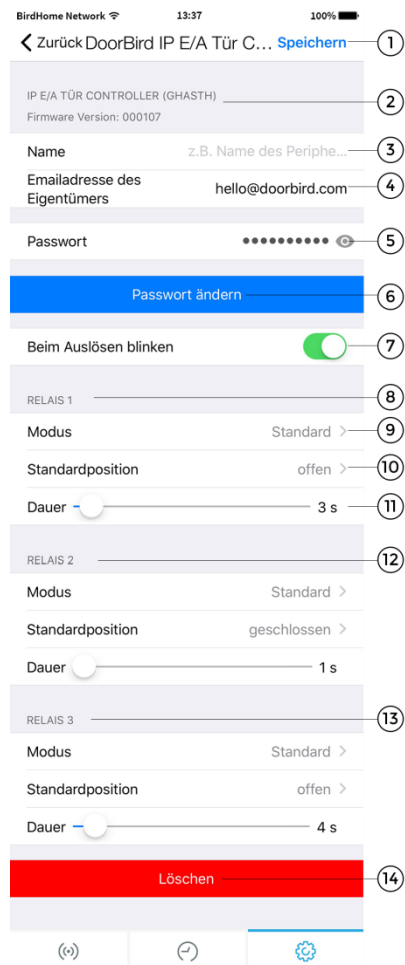 BirdHome Network 13:37 100%
Zurück DoorBird IP E/A Tür C... Speichern 1
IP E/A TÜR CONTROLLER (GHASTH) 2
Firmware Version: 000107
Name z.B. Name des Periphe... 3
Emailadresse des
Eigentümers hello@doorbird.com 4
Passwort •••••••••• 5
Passwort ändern 6
Beim Auslösen blinken 7
RELAIS 1 8
Modus Standard 9
Standardposition offen 10
Dauer 3 s 11
RELAIS 2 12
Modus Standard
Standardposition geschlossen
Dauer 1 s
RELAIS 3 13
Modus Standard
Standardposition offen
Dauer 4 s
Löschen 14